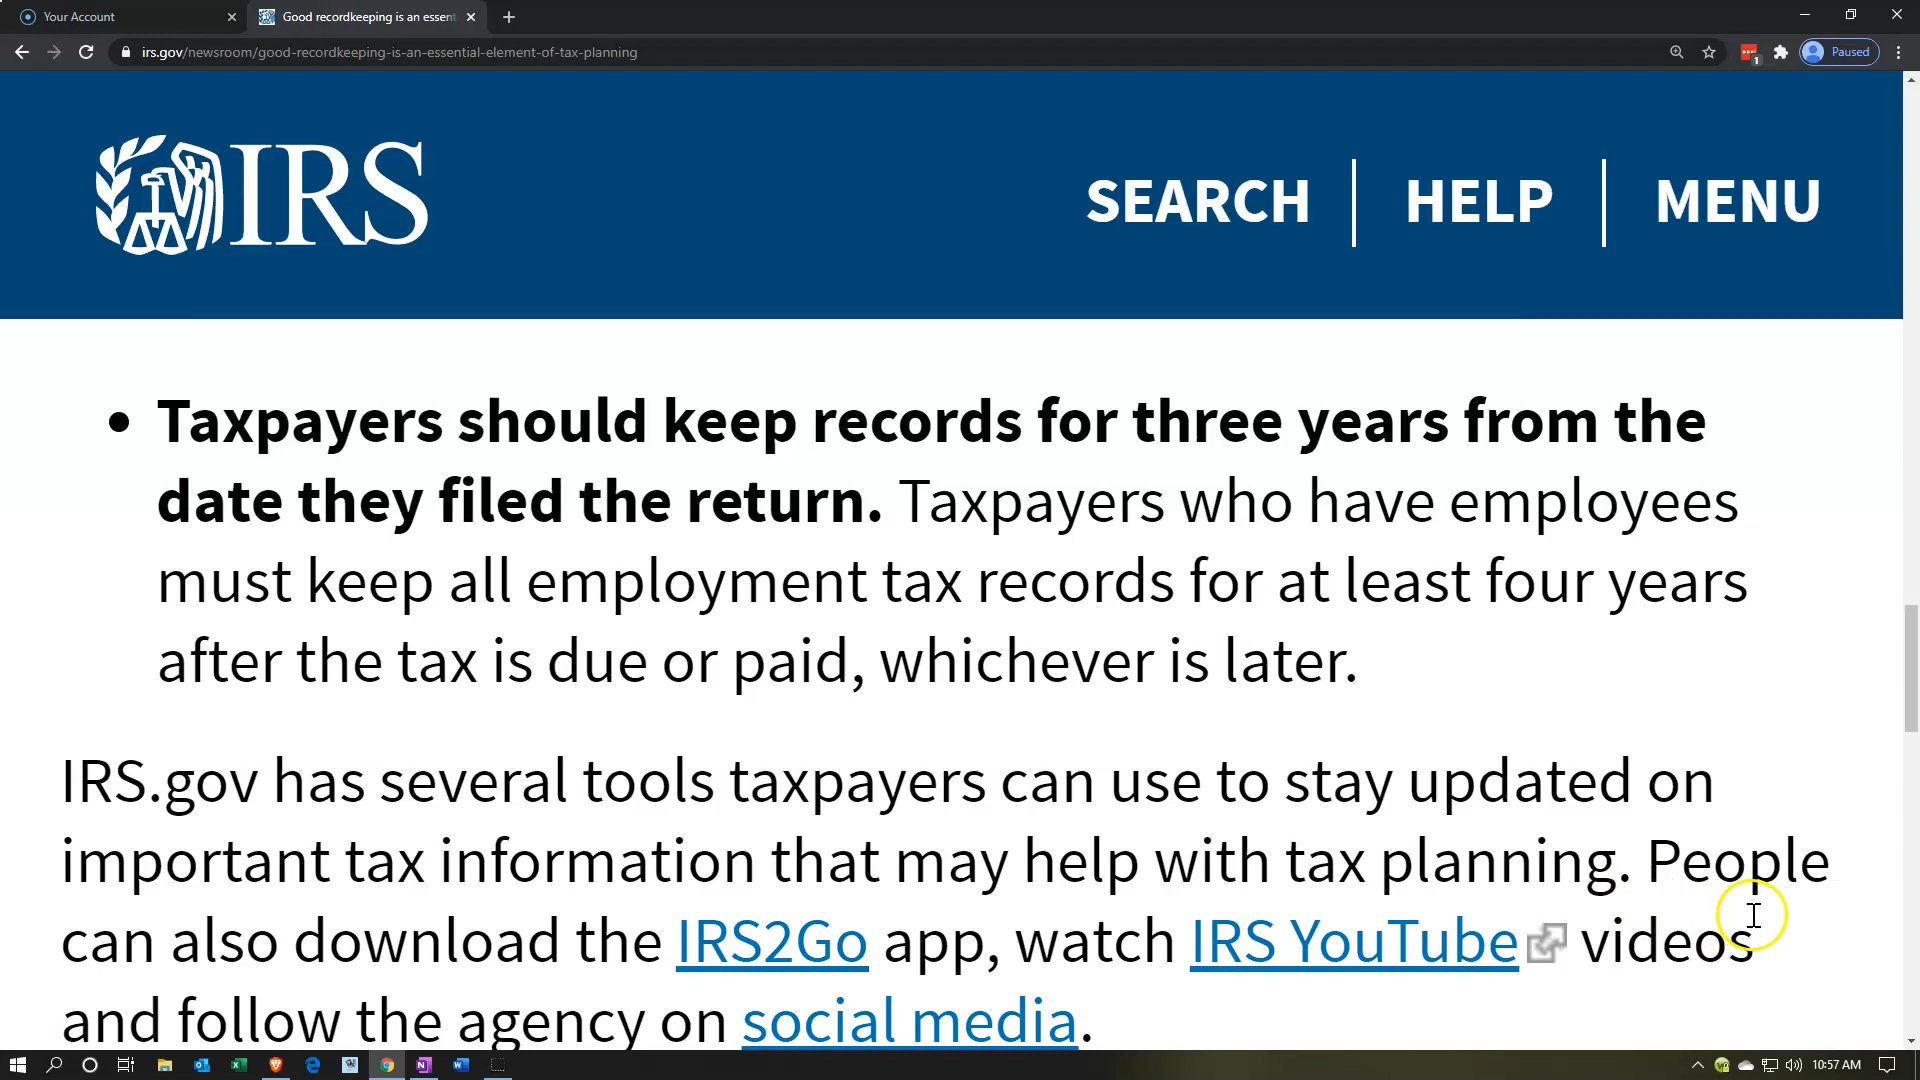 Your Account
Good recordkeeping is an essent
irs.gov/newsroom/good-recordkeeping-is-an-essential-element-of-tax-planning
1
Paused
IRS
SEARCH
HELP
MENU
• Taxpayers should keep records for three years from the
date they filed the return. Taxpayers who have employees
must keep all employment tax records for at least four years
after the tax is due or paid, whichever is later.
IRS.gov has several tools taxpayers can use to stay updated on
important tax information that may help with tax planning. People
can also download the IRS2Go app, watch IRS YouTube videos
and follow the agency on social media.
10:57 AM